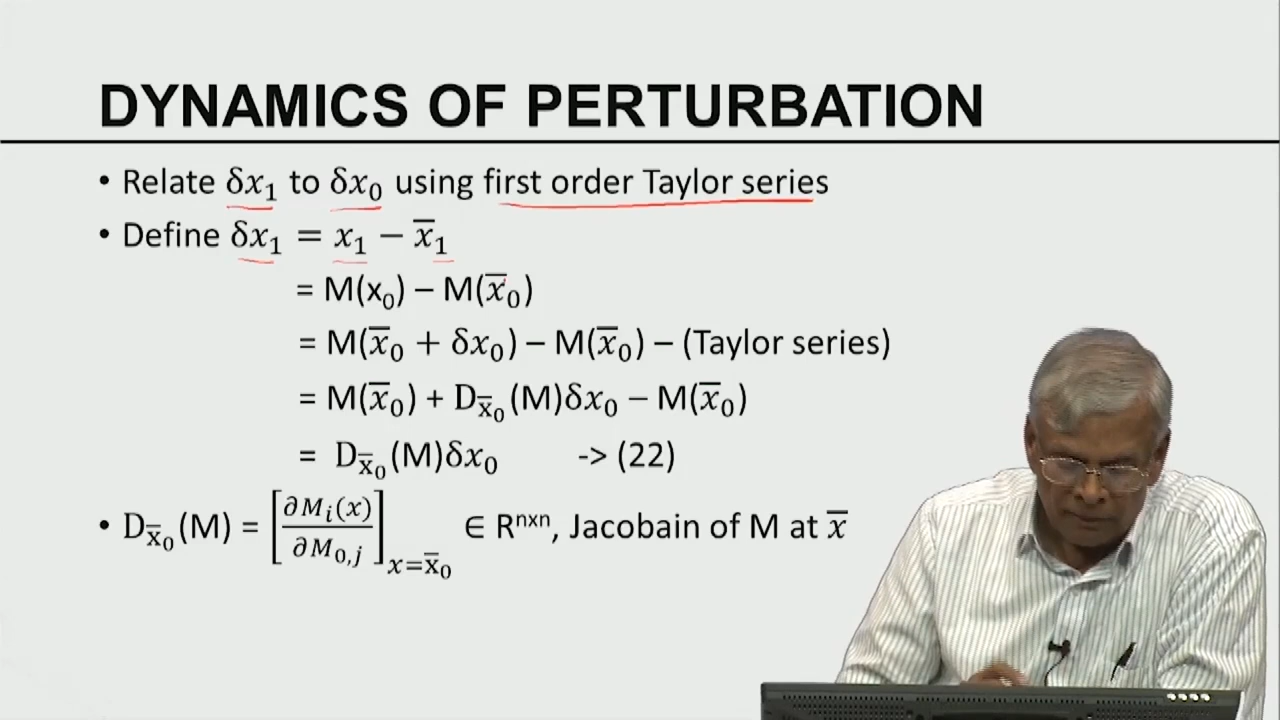 DYNAMICS OF PERTURBATION
• Relate δx₁ to δx₀ using first order Taylor series
• Define δx₁ = x₁ − x̅₁
= M(x₀) − M(x̅₀)
= M(x̅₀ + δx₀) − M(x̅₀) − (Taylor series)
= M(x̅₀) + D_x̅₀(M)δx₀ − M(x̅₀)
= D_x̅₀(M)δx₀ -> (22)
• D_x̅₀(M) = [∂Mᵢ(x)/∂M₀,ⱼ]_x=x̅₀ ∈ Rⁿˣⁿ, Jacobain of M at x̅